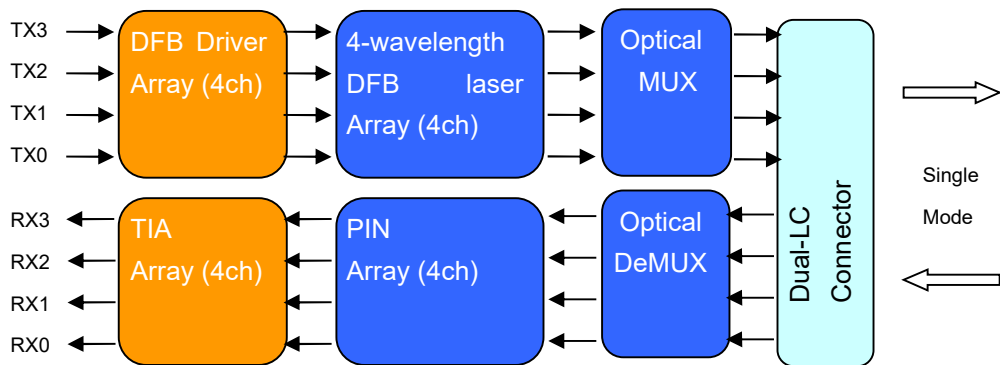 TX3
TX2
TX1
TX0
DFB Driver
Array (4ch)
4-wavelength
DFB laser
Array (4ch)
Optical
MUX
RX3
RX2
RX1
RX0
TIA
Array (4ch)
PIN
Array (4ch)
Optical
DeMUX
Dual-LC
Connector
Single
Mode